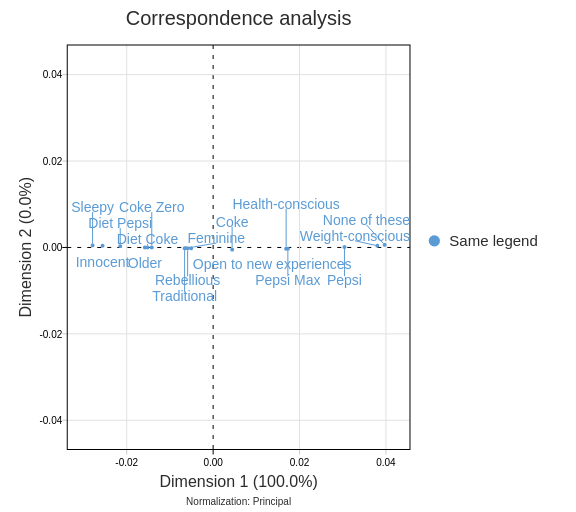 Correspondence analysis
0.04
0.02
0.00
-0.02
-0.04
Dimension 2 (0.0%)
Health-conscious
Sleepy Coke Zero
None of these
Diet Pepsi
Coke
Weight-conscious
Diet Coke
Feminine
Innocent
Older
Open to new experiences
Rebellious
Pepsi Max
Pepsi
Traditional
-0.02
0.00
0.02
0.04
Dimension 1 (100.0%)
Normalization: Principal
Same legend